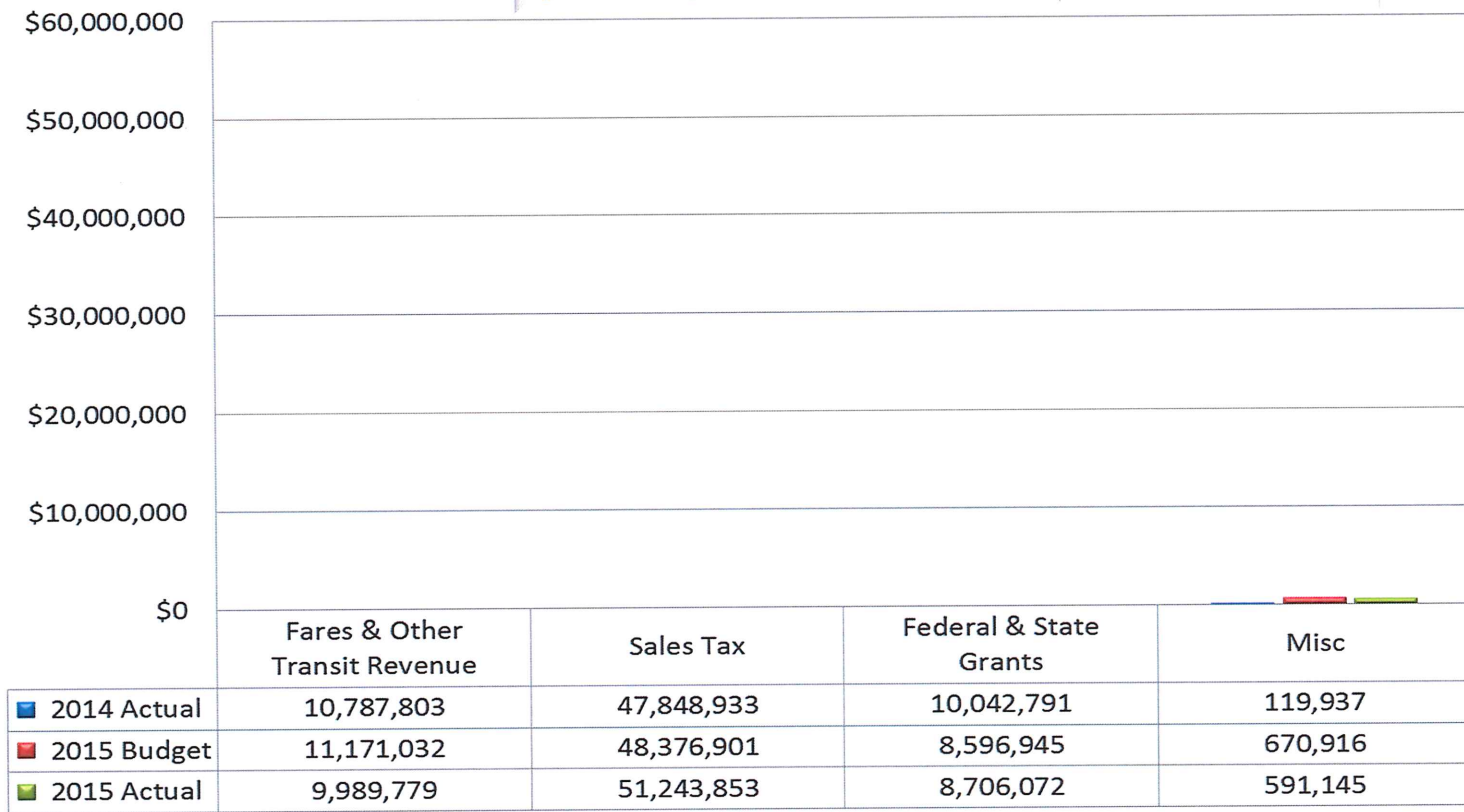 $60,000,000
$50,000,000
$40,000,000
$30,000,000
$20,000,000
$10,000,000
$0
Fares & Other Transit Revenue Sales Tax Federal & State Grants Misc
2014 Actual 10,787,803 47,848,933 10,042,791 119,937
2015 Budget 11,171,032 48,376,901 8,596,945 670,916
2015 Actual 9,989,779 51,243,853 8,706,072 591,145